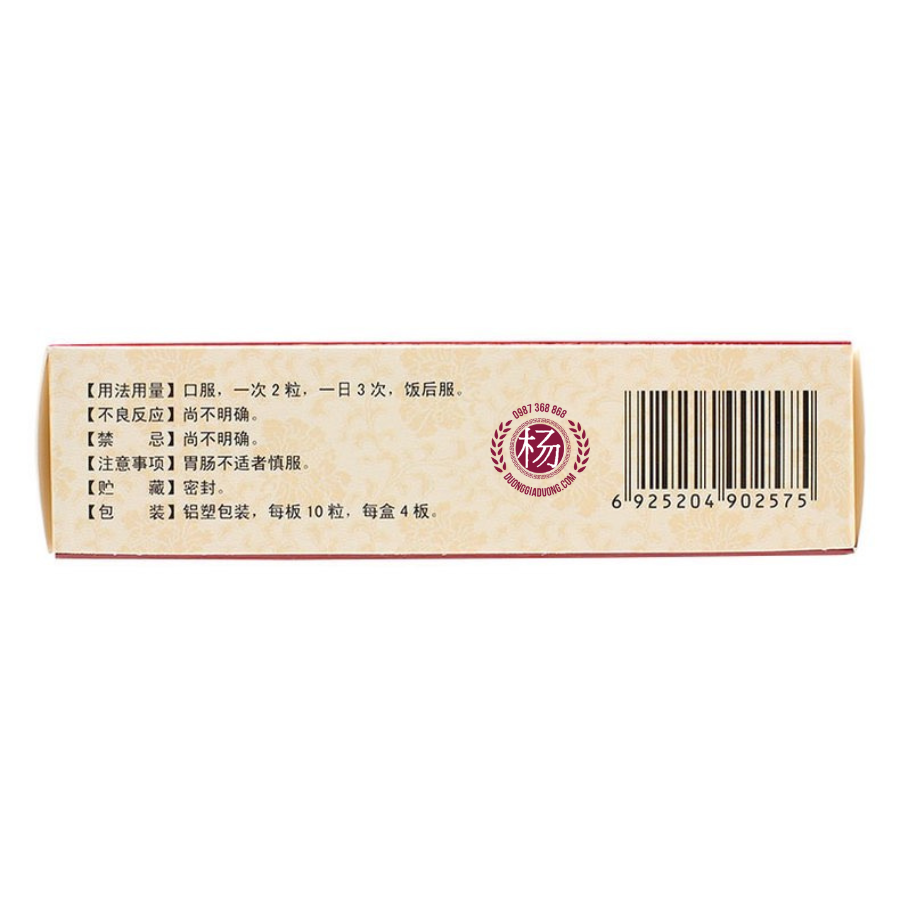 【用法用量】口服，一次2粒，一日3次，饭后服。
【不良反应】尚不明确。
【禁 忌】尚不明确。
【注意事项】胃肠不适者慎服。
【贮 藏】密封。
【包 装】铝塑包装，每板10粒，每盒4板。
0987 368 868
杨
DUONGGIADUONG.COM
6 925204 902575